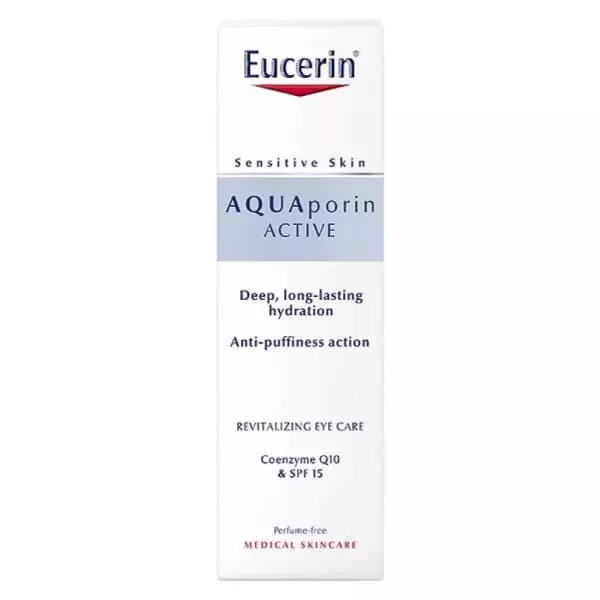 Eucerin®
Sensitive Skin
AQUAporin
ACTIVE
Deep, long-lasting
hydration
Anti-puffiness action
REVITALIZING EYE CARE
Coenzyme Q10
& SPF 15
Perfume-free
MEDICAL SKINCARE